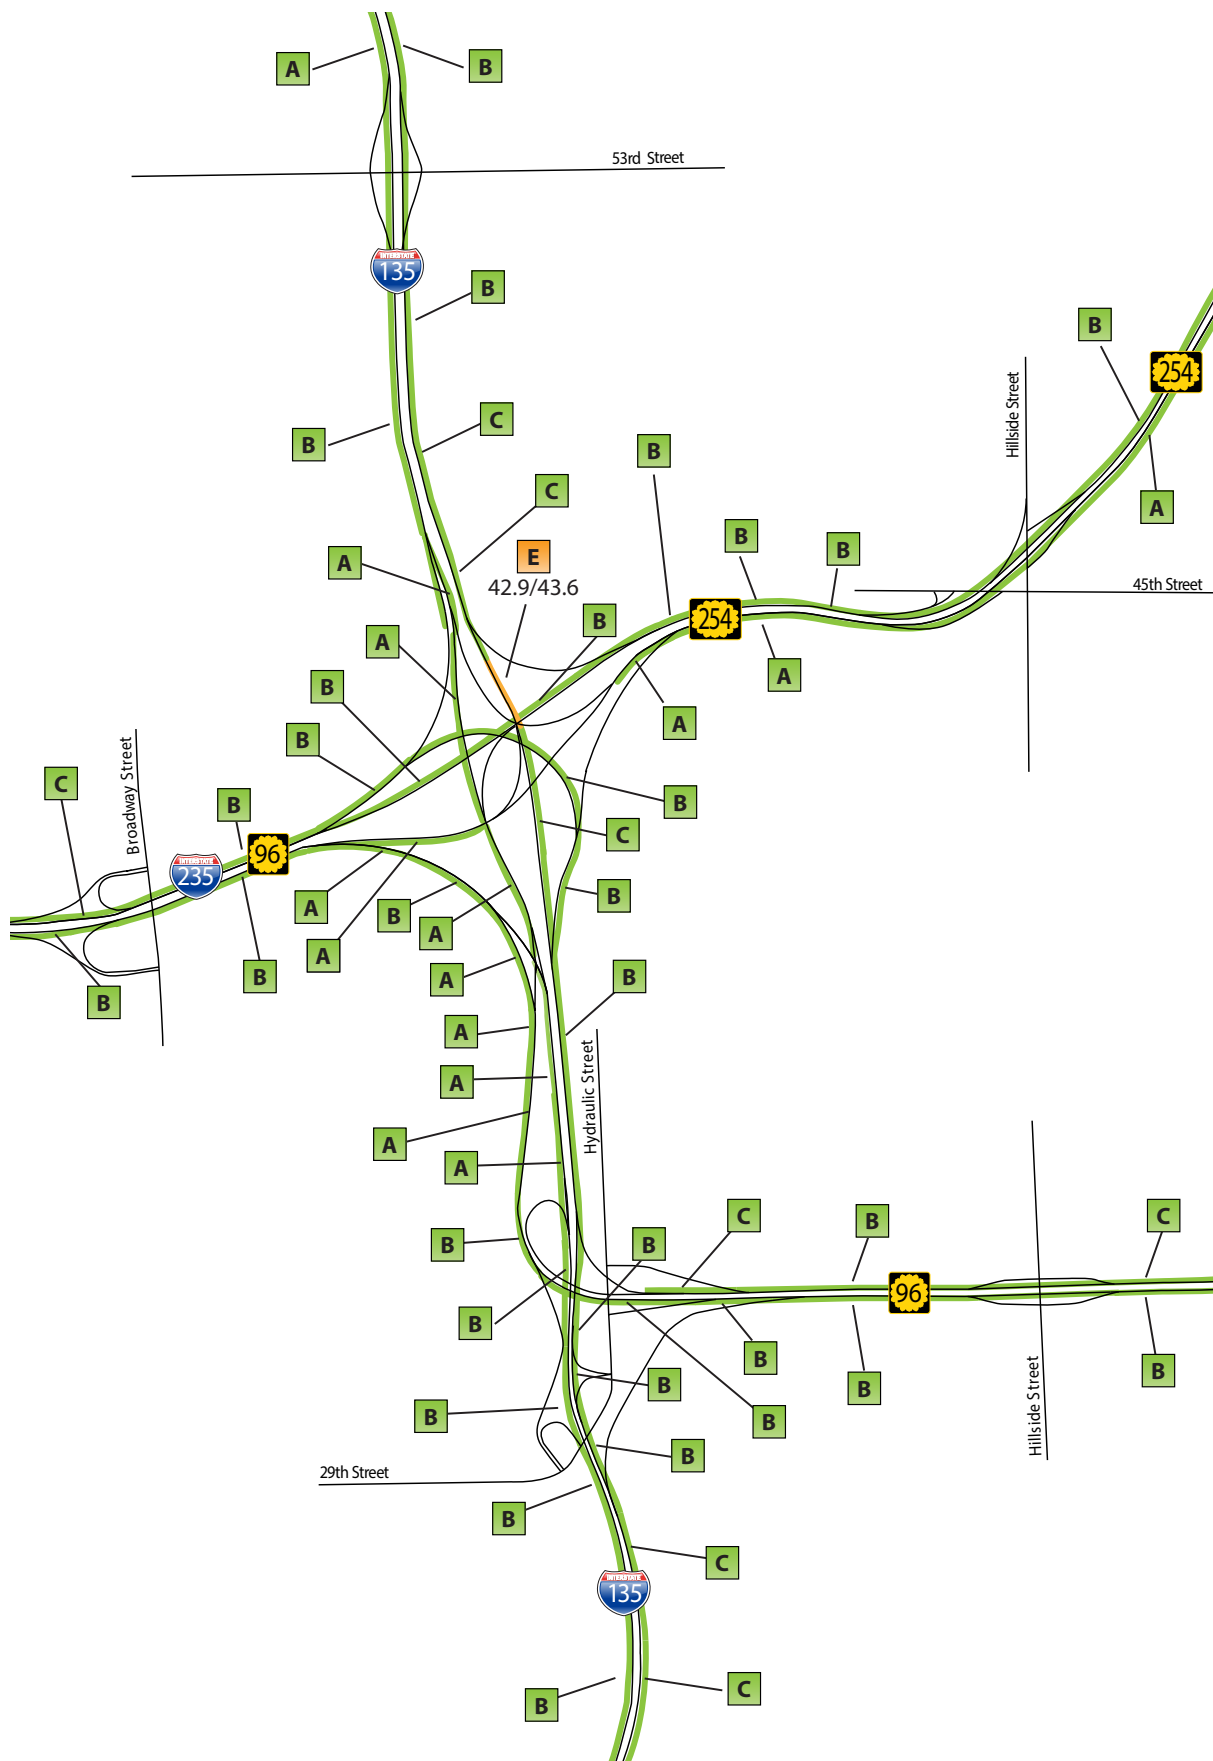 A
B
53rd Street
INTERSTATE
135
B
B
254
Hillside Street
B
C
B
C
A
B
B
E
42.9/43.6
A
45th Street
254
B
A
A
B
A
B
B
Broadway Street
C
B
B
C
96
INTERSTATE
235
A
B
B
A
A
B
A
B
B
A
Hydraulic Street
A
A
A
C
B
C
B
B
96
B
B
B
B
B
Hillside Street
B
B
B
29th Street
B
C
INTERSTATE
135
C
B